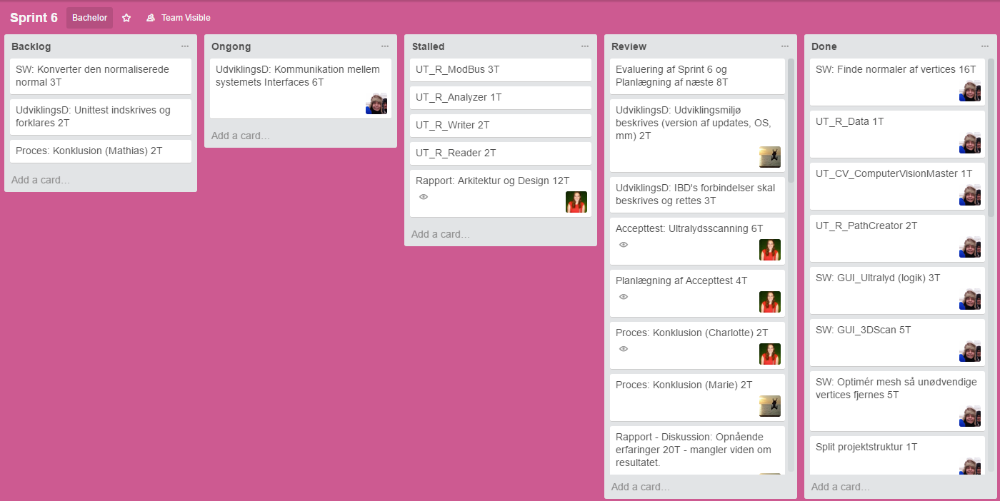 Sprint 6 Bachelor Team Visible
Backlog
SW: Konverter den normaliserede
normal 3T
UdviklingsD: Unittest indskrives og
forklares 2T
Proces: Konklusion (Mathias) 2T
Add a card…
Ongong
UdviklingsD: Kommunikation mellem
systemets Interfaces 6T
Add a card…
Stalled
UT_R_ModBus 3T
UT_R_Analyzer 1T
UT_R_Writer 2T
UT_R_Reader 2T
Rapport: Arkitektur og Design 12T
Add a card…
Review
Evaluering af Sprint 6 og
Planlægning af næste 8T
UdviklingsD: Udviklingsmiljø
beskrives (version af updates, OS,
mm) 2T
UdviklingsD: IBD's forbindelser skal
beskrives og rettes 3T
Accepttest: Ultralydsscanning 6T
Planlægning af Accepttest 4T
Proces: Konklusion (Charlotte) 2T
Proces: Konklusion (Marie) 2T
Rapport - Diskussion: Opnående
erfaringer 20T - mangler viden om
resultatet.
Add a card…
Done
SW: Finde normaler af vertices 16T
UT_R_Data 1T
UT_CV_ComputerVisionMaster 1T
UT_R_PathCreator 2T
SW: GUI_Ultralyd (logik) 3T
SW: GUI_3DScan 5T
SW: Optimér mesh så unødvendige
vertices fjernes 5T
Split projektstruktur 1T
Add a card…